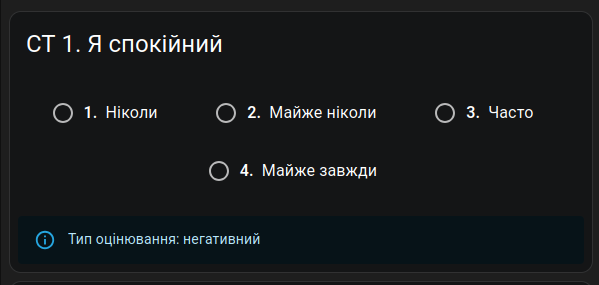 СТ 1. Я спокійний
1. Ніколи
2. Майже ніколи
3. Часто
4. Майже завжди
Тип оцінювання: негативний